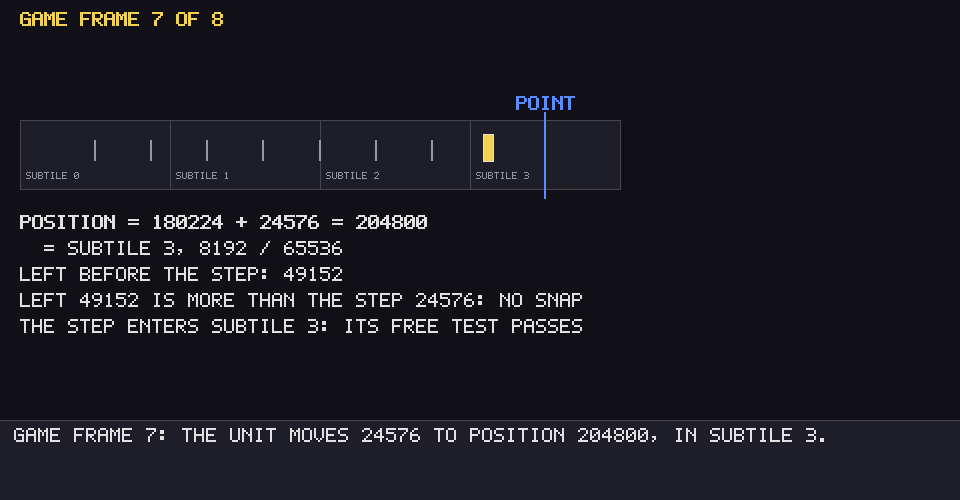 GAME FRAME 7 OF 8
POINT
SUBTILE 0
SUBTILE 1
SUBTILE 2
SUBTILE 3
POSITION = 180224 + 24576 = 204800
= SUBTILE 3, 8192 / 65536
LEFT BEFORE THE STEP: 49152
LEFT 49152 IS MORE THAN THE STEP 24576: NO SNAP
THE STEP ENTERS SUBTILE 3: ITS FREE TEST PASSES
GAME FRAME 7: THE UNIT MOVES 24576 TO POSITION 204800, IN SUBTILE 3.